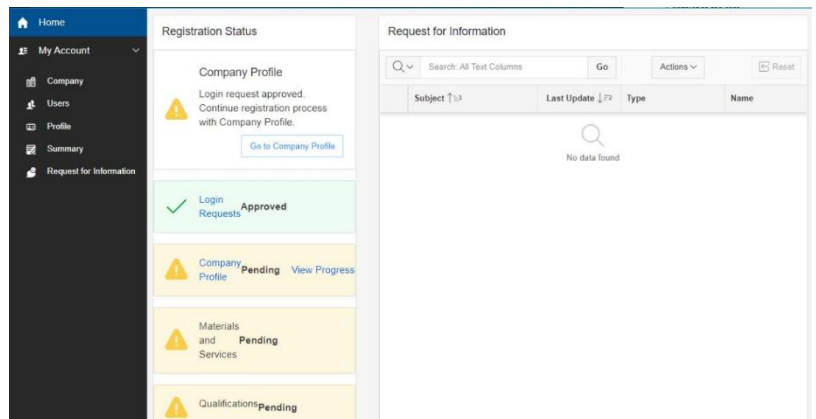 Home
My Account
Company
Users
Profile
Summary
Request for Information
Registration Status
Company Profile
Login request approved.
Continue registration process
with Company Profile.
Go to Company Profile
Login
Requests
Approved
Company
Profile
Pending
View Progress
Materials
and
Services
Pending
Qualifications
Pending
Request for Information
Search: All Text Columns
Go
Actions
Reset
Subject
Last Update
Type
Name
No data found